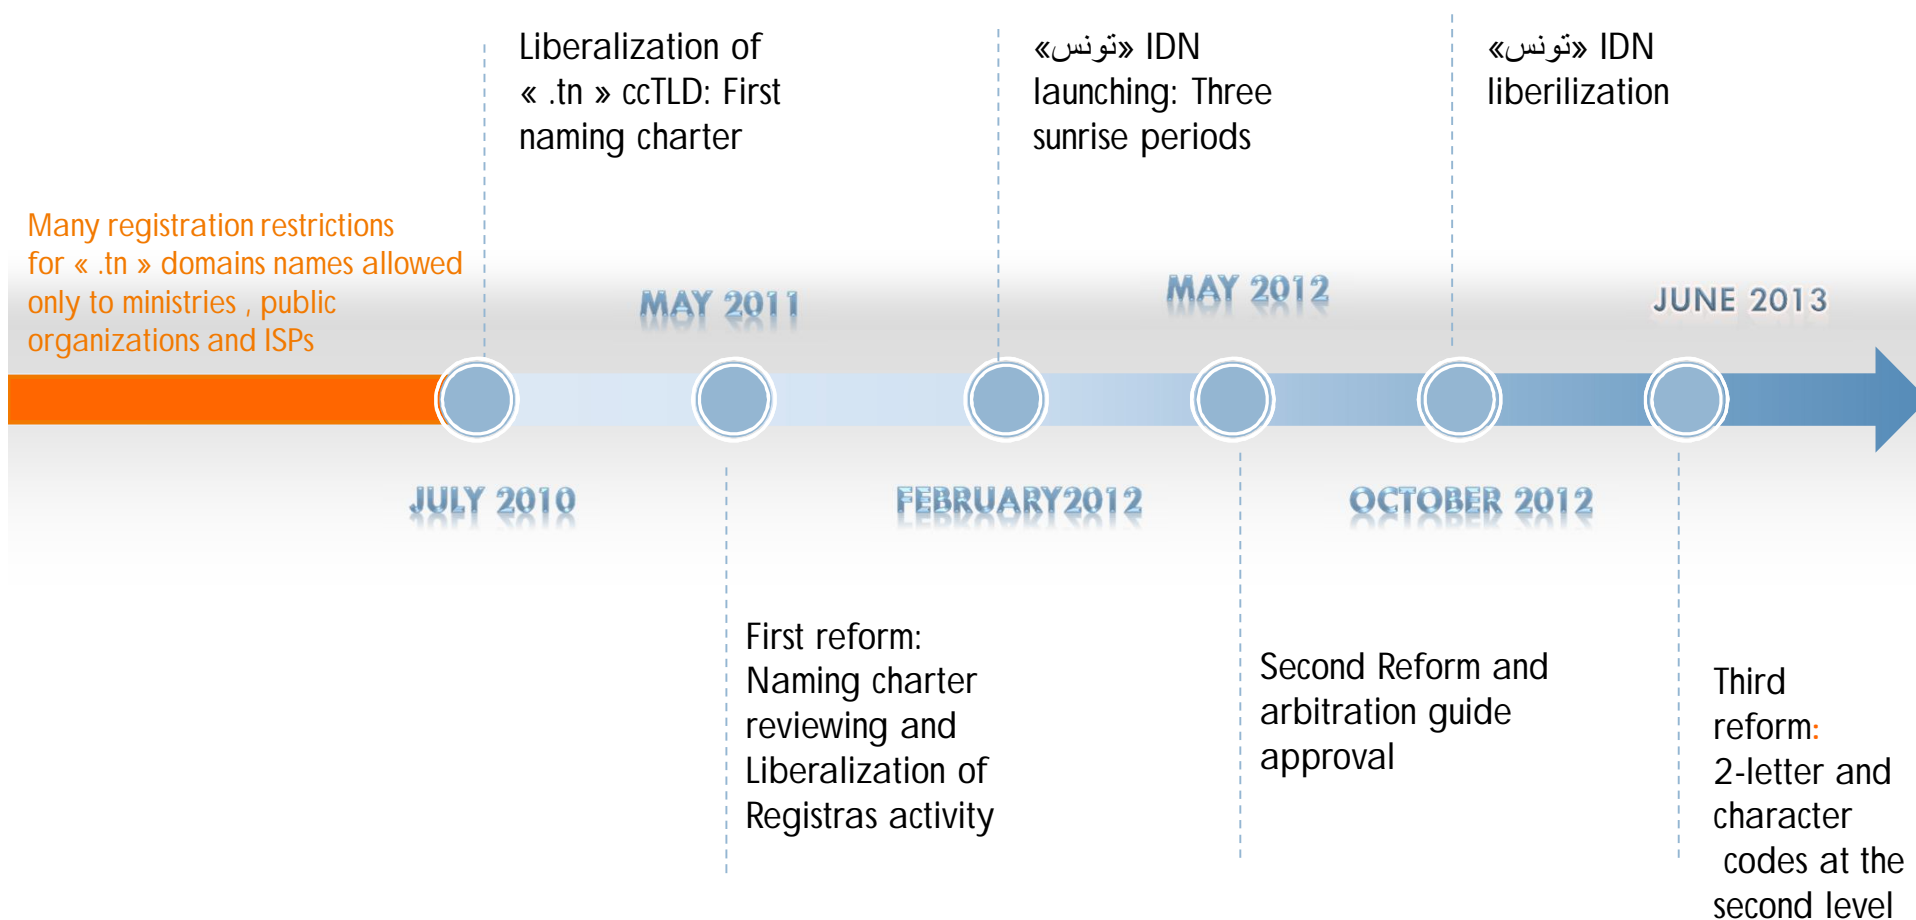 Liberalization of
« .tn » ccTLD: First
naming charter
«تونس» IDN
launching: Three
sunrise periods
«تونس» IDN
liberilization
Many registration restrictions
for « .tn » domains names allowed
only to ministries , public
organizations and ISPs
MAY 2011
MAY 2012
JUNE 2013
JULY 2010
FEBRUARY2012
OCTOBER 2012
First reform:
Naming charter
reviewing and
Liberalization of
Registras activity
Second Reform and
arbitration guide
approval
Third
reform:
2-letter and
character
codes at the
second level